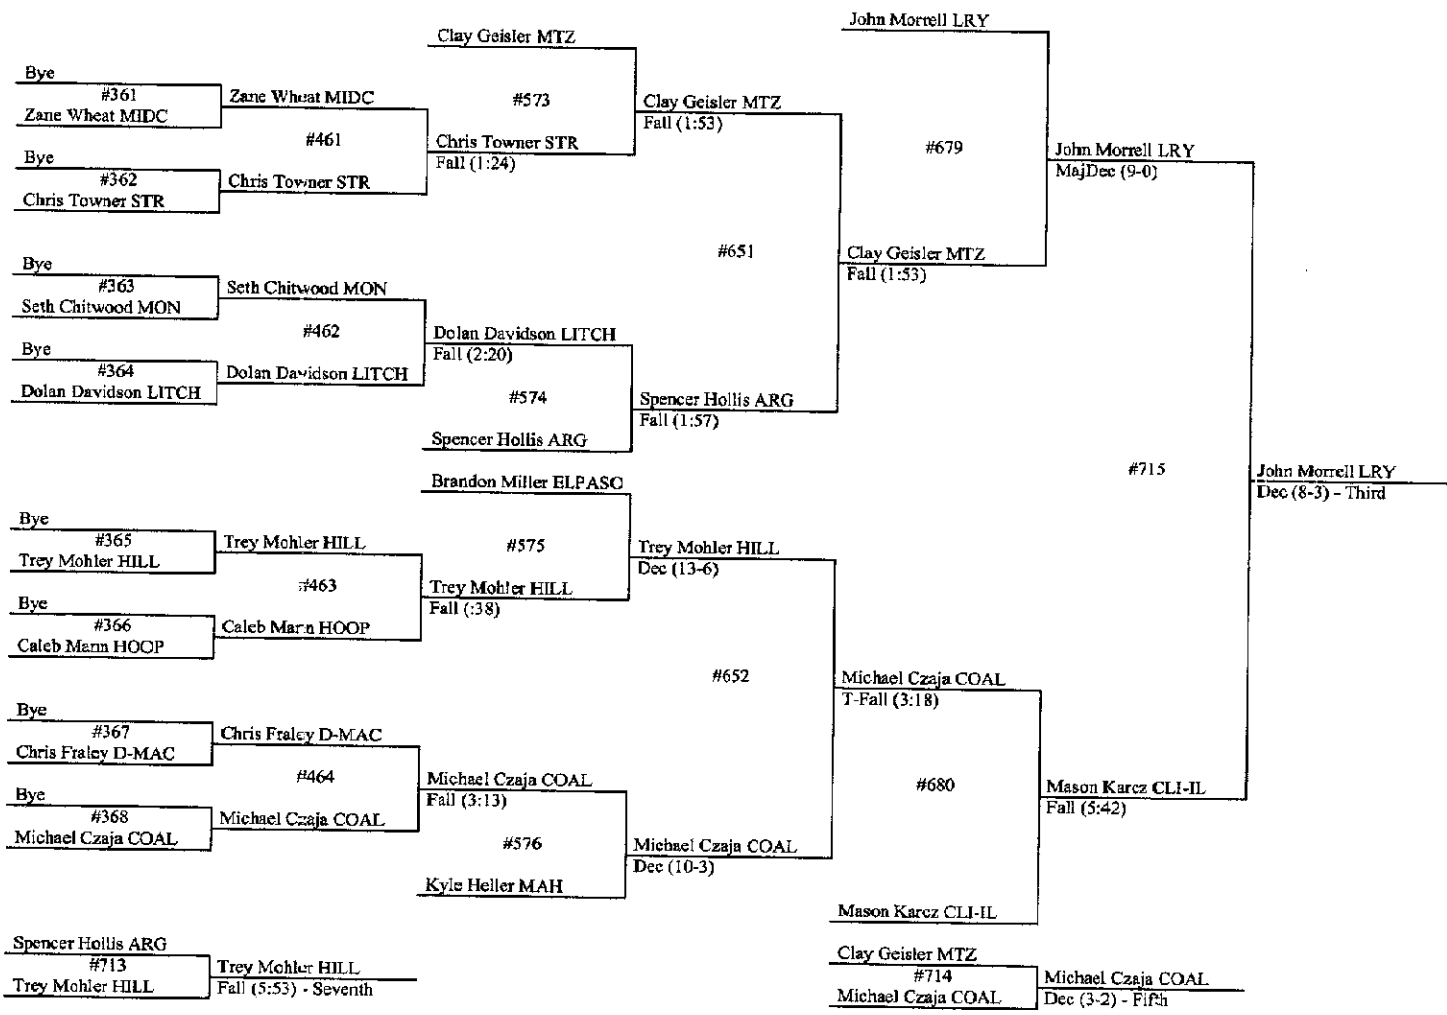 John Morrell LRY
Clay Geisler MTZ
Bye
#361
Zane Wheat MIDC
Zane Wheat MIDC
#573
Clay Geisler MTZ
Fall (1:53)
#461
Chris Towner STR
Fall (1:24)
#679
John Morrell LRY
MajDec (9-0)
Bye
#362
Chris Towner STR
Chris Towner STR
#651
Clay Geisler MTZ
Fall (1:53)
Bye
#363
Seth Chitwood MON
Seth Chitwood MON
#462
Dolan Davidson LITCH
Fall (2:20)
Bye
#364
Dolan Davidson LITCH
Dolan Davidson LITCH
#574
Spencer Hollis ARG
Fall (1:57)
Spencer Hollis ARG
#715
John Morrell LRY
Dec (8-3) - Third
Brandon Miller ELPASO
Bye
#365
Trey Mohler HILL
Trey Mohler HILL
#575
Trey Mohler HILL
Dec (13-6)
#463
Trey Mohler HILL
Fall (:38)
Bye
#366
Caleb Mann HOOP
Caleb Mann HOOP
#652
Michael Czaja COAL
T-Fall (3:18)
Bye
#367
Chris Fraley D-MAC
Chris Fraley D-MAC
#464
Michael Czaja COAL
Fall (3:13)
#680
Mason Karcz CLI-IL
Fall (5:42)
Bye
#368
Michael Czaja COAL
Michael Czaja COAL
#576
Michael Czaja COAL
Dec (10-3)
Kyle Heller MAH
Mason Karcz CLI-IL
Spencer Hollis ARG
#713
Trey Mohler HILL
Trey Mohler HILL
Fall (5:53) - Seventh
Clay Geisler MTZ
#714
Michael Czaja COAL
Michael Czaja COAL
Dec (3-2) - Fifth